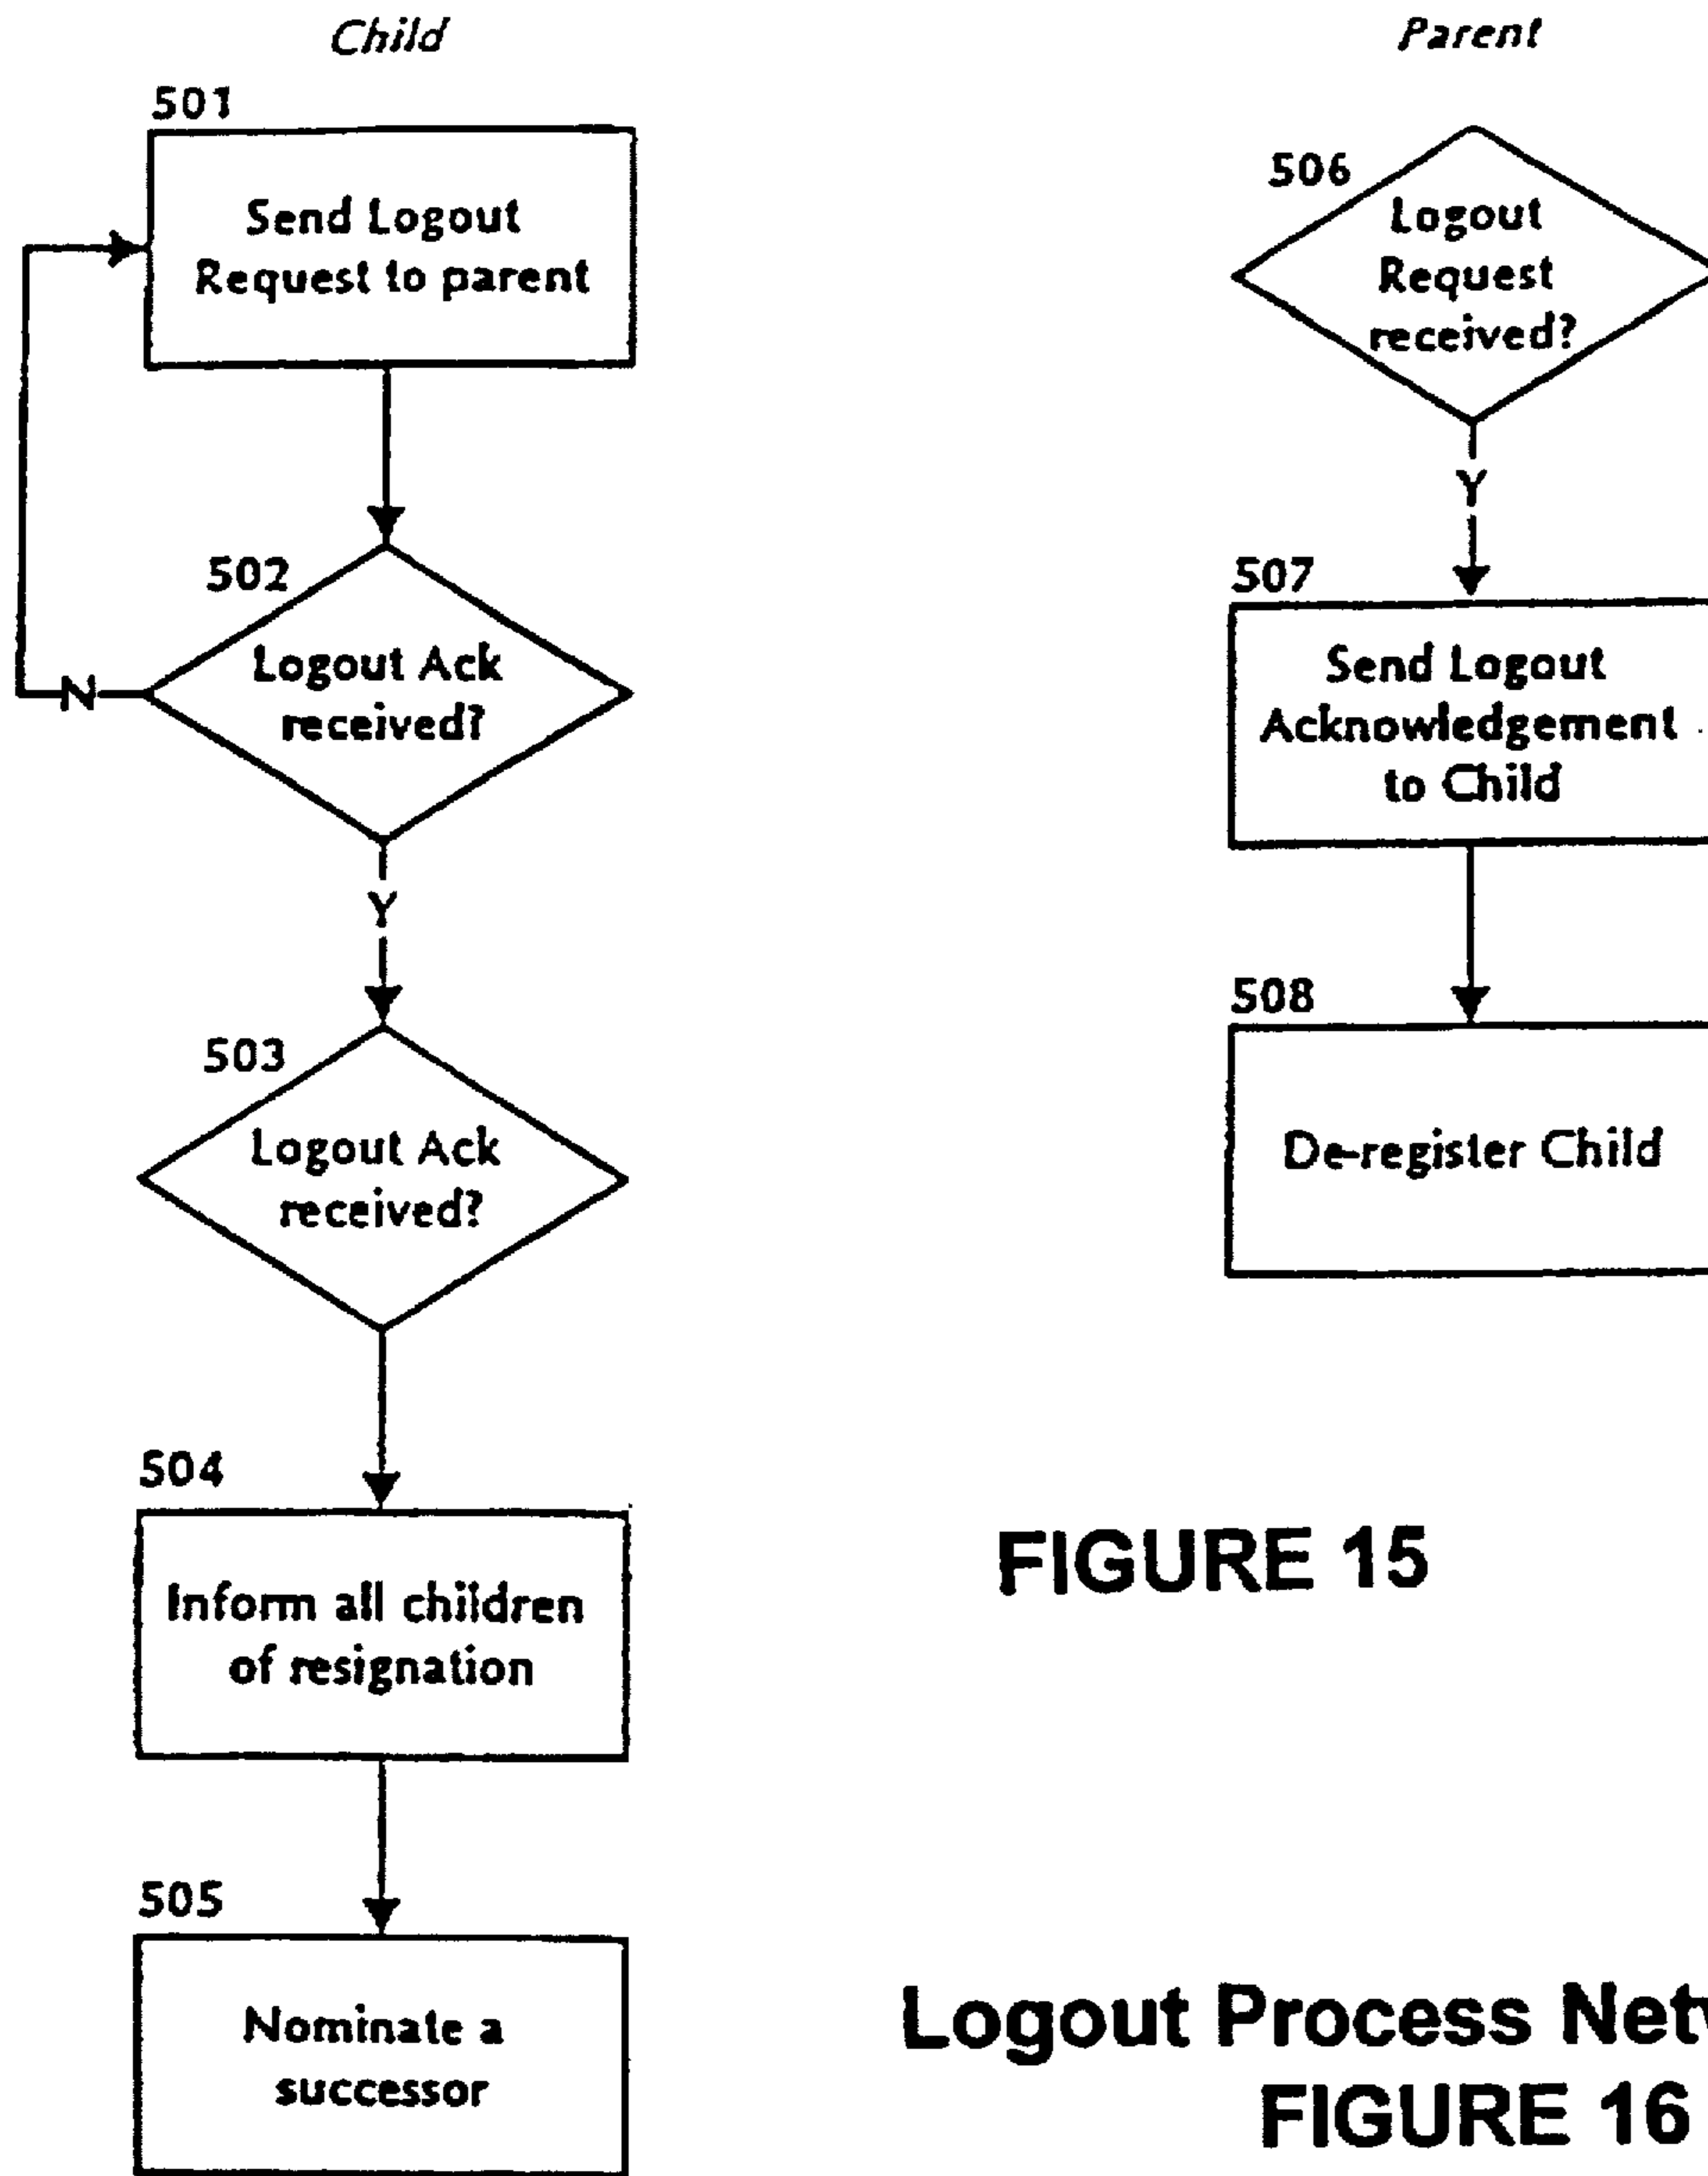 Child
501
Send Logout
Request to parent
502
Logout Ack
received?
N
Y
503
Logout Ack
received?
504
Inform all children
of resignation
505
Nominate a
successor
Parent
506
Logout
Request
received?
Y
507
Send Logout
Acknowledgement
to Child
508
De-register Child
FIGURE 15
Logout Process
FIGURE 16